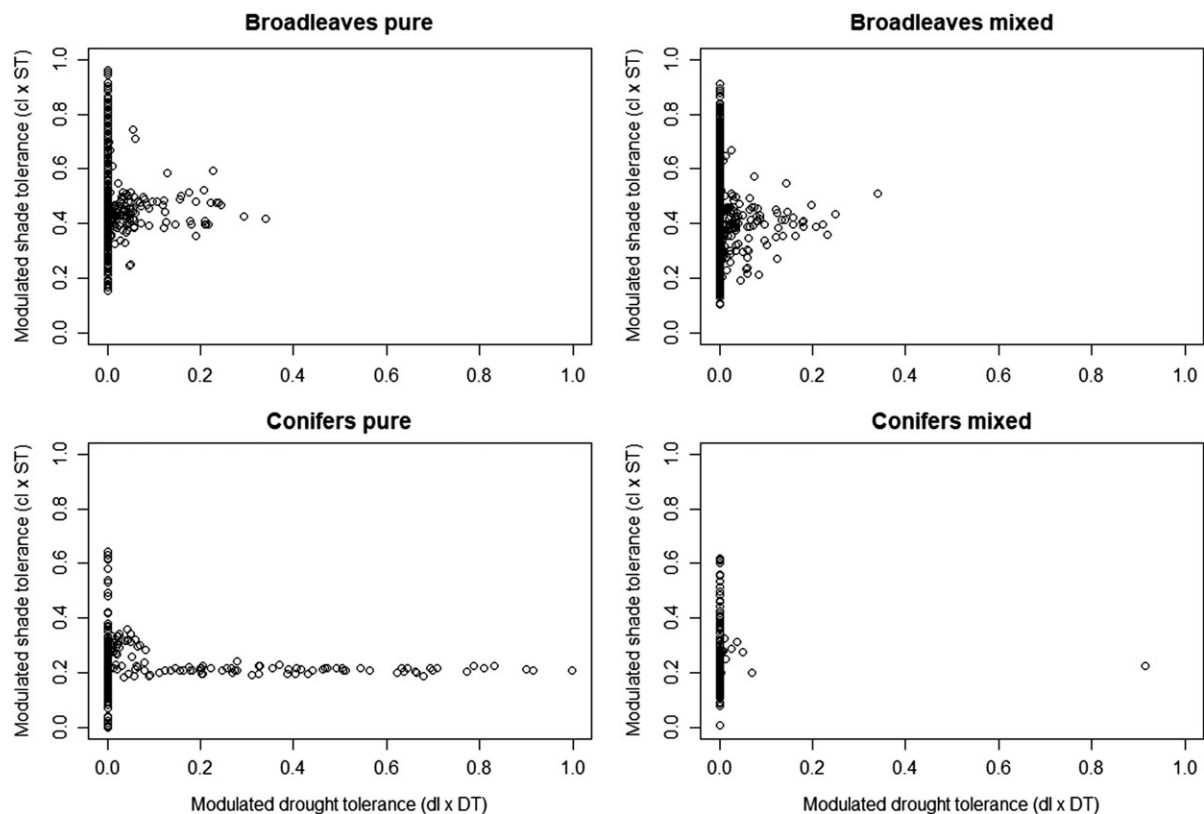 Broadleaves pure
Modulated shade tolerance (cl x ST)
1.0
0.8
0.6
0.4
0.2
0.0
0.0 0.2 0.4 0.6 0.8 1.0
Broadleaves mixed
Modulated shade tolerance (cl x ST)
1.0
0.8
0.6
0.4
0.2
0.0
0.0 0.2 0.4 0.6 0.8 1.0
Conifers pure
Modulated shade tolerance (cl x ST)
1.0
0.8
0.6
0.4
0.2
0.0
0.0 0.2 0.4 0.6 0.8 1.0
Modulated drought tolerance (dl x DT)
Conifers mixed
Modulated shade tolerance (cl x ST)
1.0
0.8
0.6
0.4
0.2
0.0
0.0 0.2 0.4 0.6 0.8 1.0
Modulated drought tolerance (dl x DT)